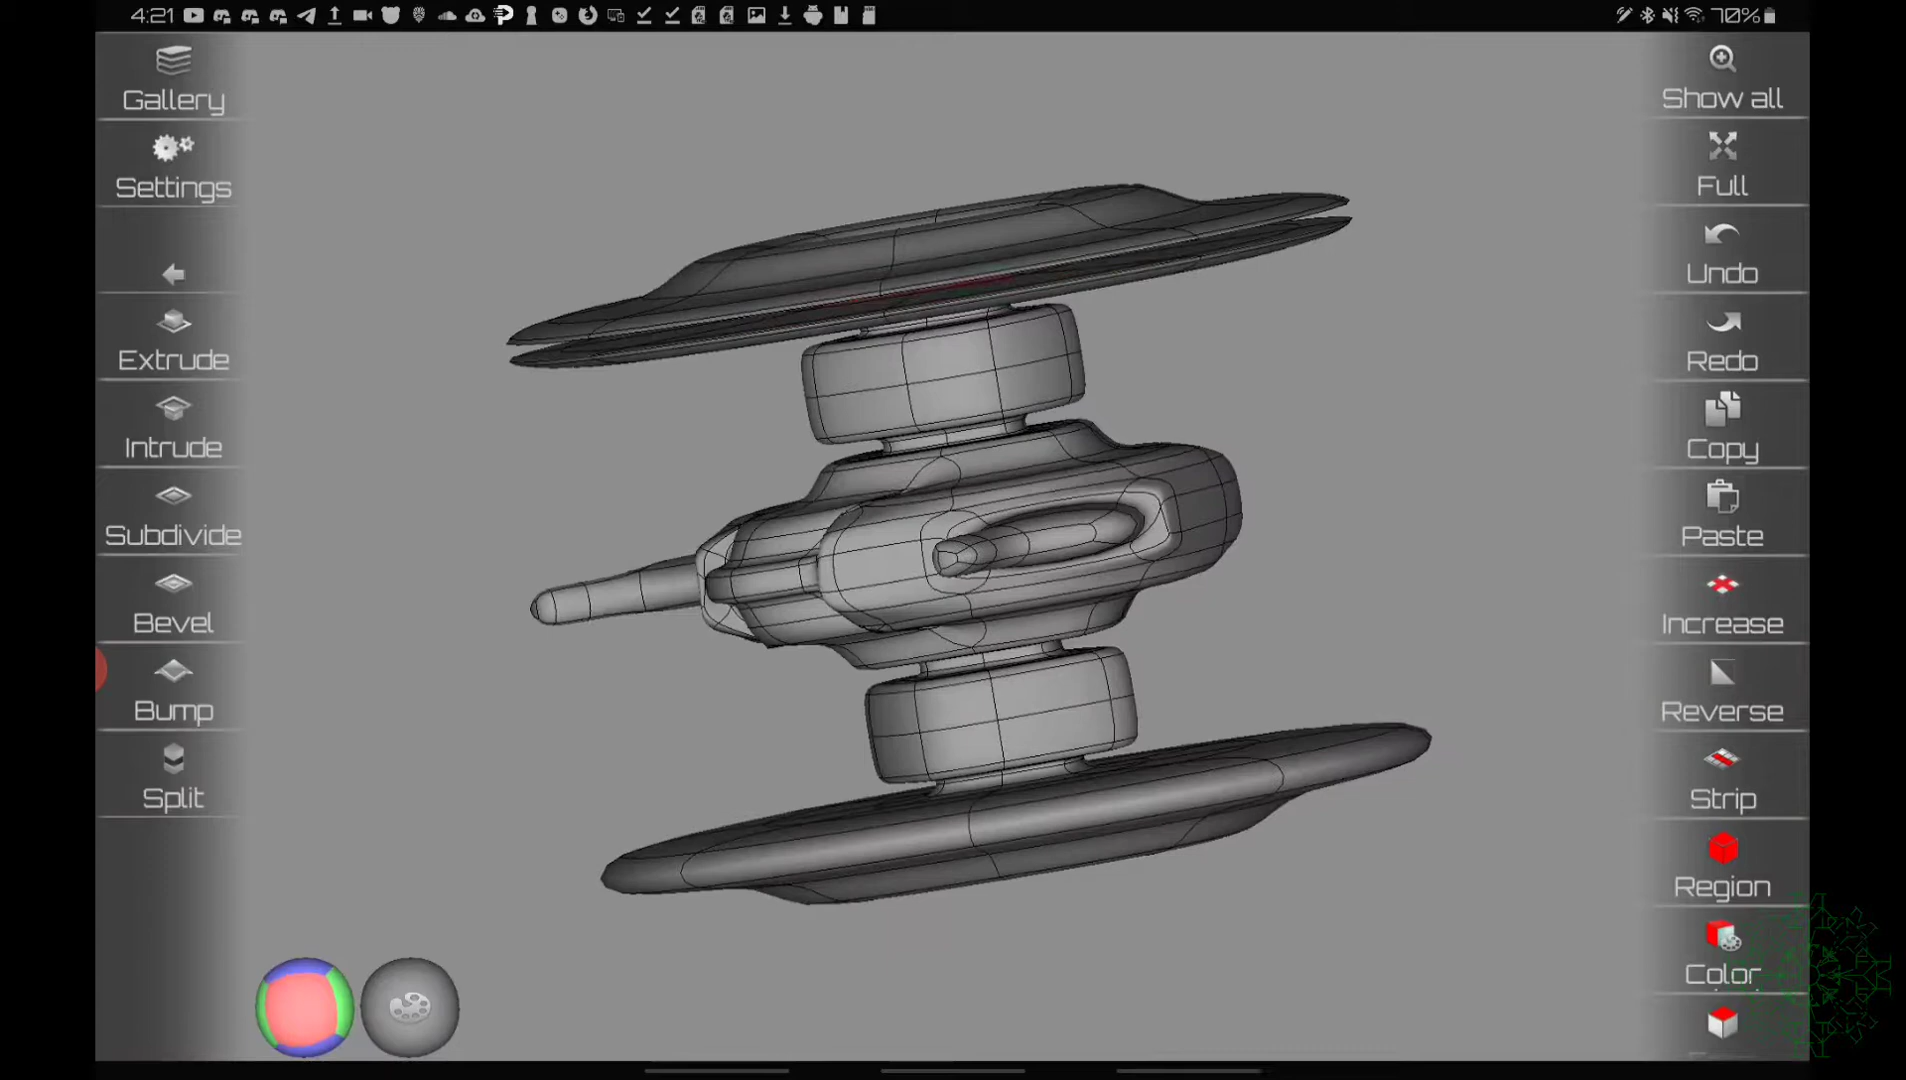 4:21
70%
Gallery
Settings
Extrude
Intrude
Subdivide
Bevel
Bump
Split
Show all
Full
Undo
Redo
Copy
Paste
Increase
Reverse
Strip
Region
Color